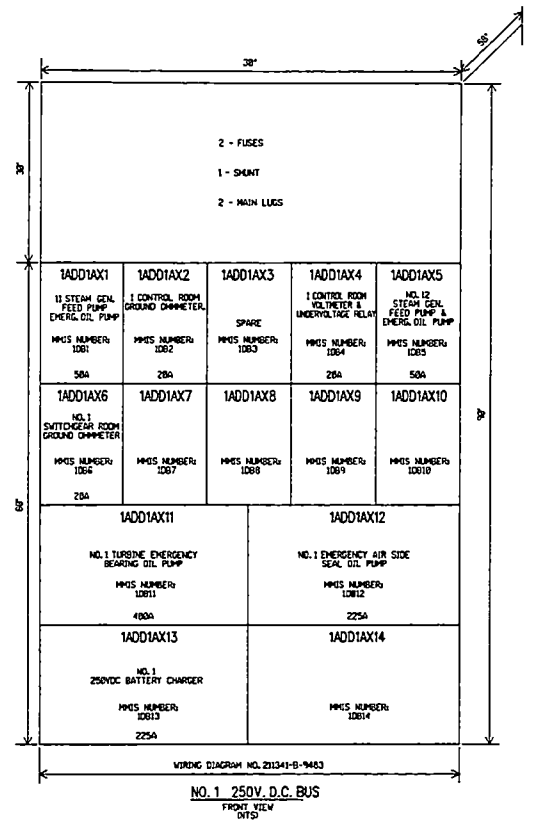 50"
38"
30"
2 - FUSES
1 - SHUNT
2 - MAIN LUGS
1ADD1AX1
11 STEAM GEN.
FEED PUMP
EMERG. OIL PUMP
MMIS NUMBER:
1DB1
50A
1ADD1AX2
1 CONTROL ROOM
GROUND OHMMETER.
MMIS NUMBER:
1DB2
20A
1ADD1AX3
SPARE
MMIS NUMBER:
1DB3
1ADD1AX4
1 CONTROL ROOM
VOLTMETER &
UNDERVOLTAGE RELAY
MMIS NUMBER:
1DB4
20A
1ADD1AX5
NO. 12
STEAM GEN.
FEED PUMP &
EMERG. OIL PUMP
MMIS NUMBER:
1DB5
50A
1ADD1AX6
NO. 1
SWITCHGEAR ROOM
GROUND OHMMETER
MMIS NUMBER:
1DB6
20A
1ADD1AX7
MMIS NUMBER:
1DB7
1ADD1AX8
MMIS NUMBER:
1DB8
1ADD1AX9
MMIS NUMBER:
1DB9
1ADD1AX10
MMIS NUMBER:
1DB10
90"
60"
1ADD1AX11
NO. 1 TURBINE EMERGENCY
BEARING OIL PUMP
MMIS NUMBER:
1DB11
400A
1ADD1AX12
NO. 1 EMERGENCY AIR SIDE
SEAL OIL PUMP
MMIS NUMBER:
1DB12
225A
1ADD1AX13
NO. 1
250VDC BATTERY CHARGER
MMIS NUMBER:
1DB13
225A
1ADD1AX14
MMIS NUMBER:
1DB14
WIRING DIAGRAM NO. 211341-B-9483
NO. 1 250V. D.C. BUS
FRONT VIEW
(NTS)